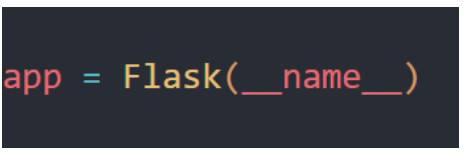 app = Flask(__name__)